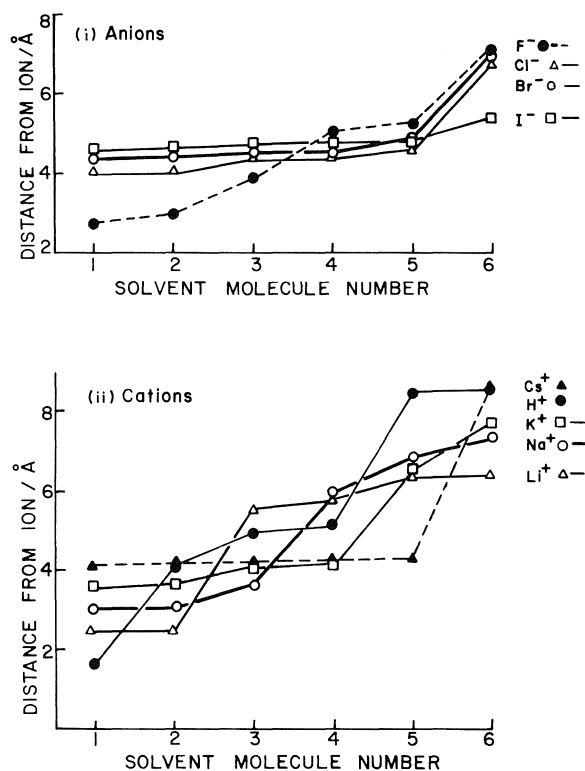 (i) Anions
F⁻
Cl⁻
Br⁻
I⁻
8
6
4
2
DISTANCE FROM ION/Å
1 2 3 4 5 6
SOLVENT MOLECULE NUMBER
(ii) Cations
Cs⁺
H⁺
K⁺
Na⁺
Li⁺
8
6
4
2
DISTANCE FROM ION/Å
1 2 3 4 5 6
SOLVENT MOLECULE NUMBER